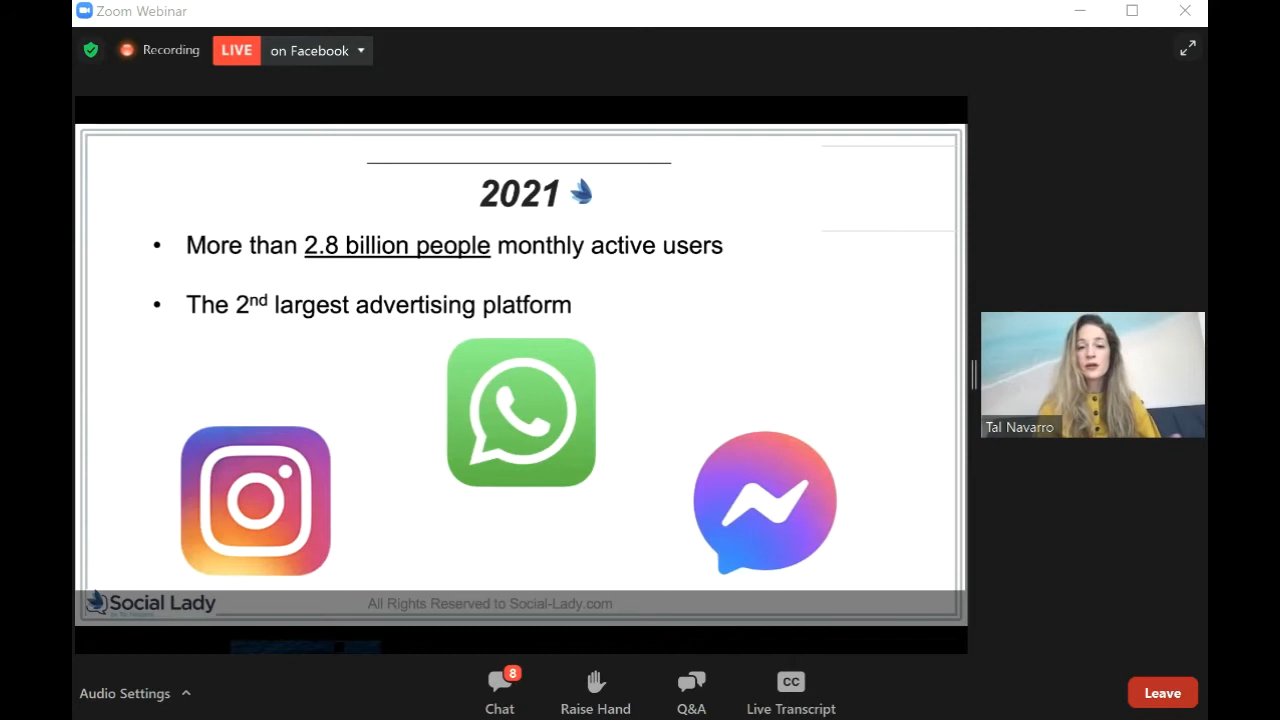 Zoom Webinar
Recording
LIVE
on Facebook
2021
• More than 2.8 billion people monthly active users
• The 2nd largest advertising platform
Tal Navarro
Social Lady
All Rights Reserved to Social-Lady.com
Audio Settings
8
Chat
Raise Hand
Q&A
CC
Live Transcript
Leave